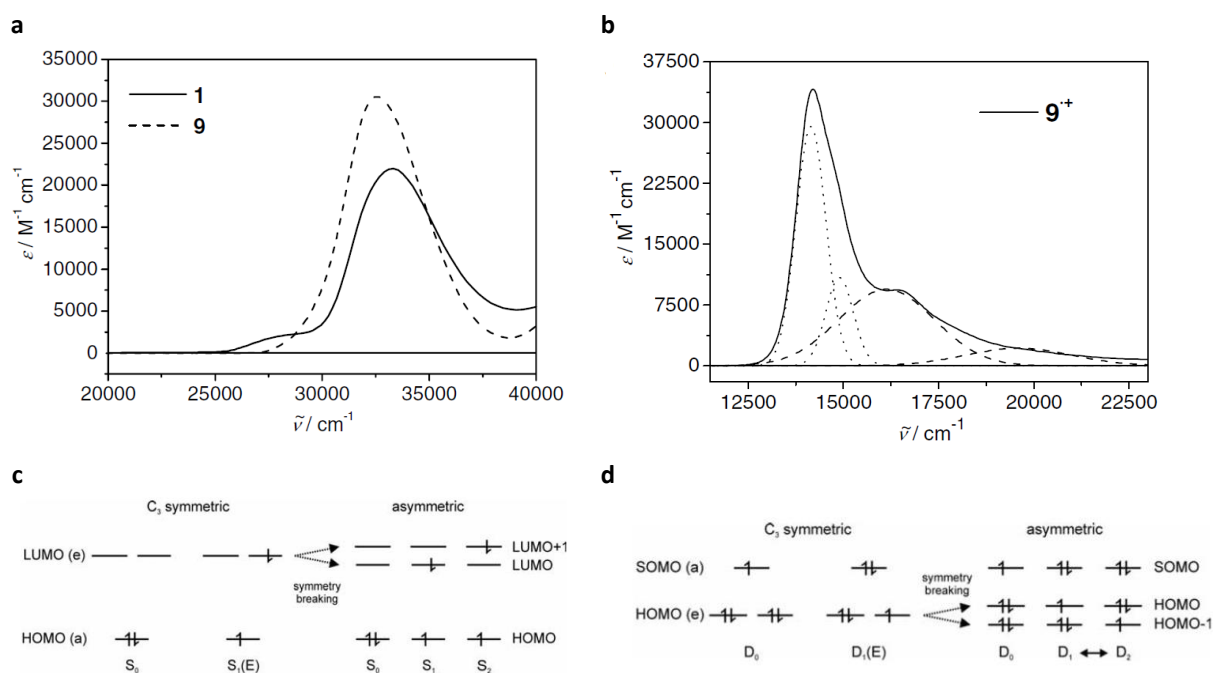 a
35000
30000
25000
20000
15000
10000
5000
0
ε / M⁻¹ cm⁻¹
1
9
20000 25000 30000 35000 40000
ν̃ / cm⁻¹
b
37500
30000
22500
15000
7500
0
ε / M⁻¹ cm⁻¹
9·+
12500 15000 17500 20000 22500
ν̃ / cm⁻¹
c
C₃ symmetric asymmetric
LUMO (e) LUMO+1
LUMO
symmetry
breaking
HOMO (a) HOMO
S₀ S₁(E) S₀ S₁ S₂
d
C₃ symmetric asymmetric
SOMO (a) SOMO
symmetry
breaking
HOMO (e) HOMO
HOMO-1
D₀ D₁(E) D₀ D₁ D₂